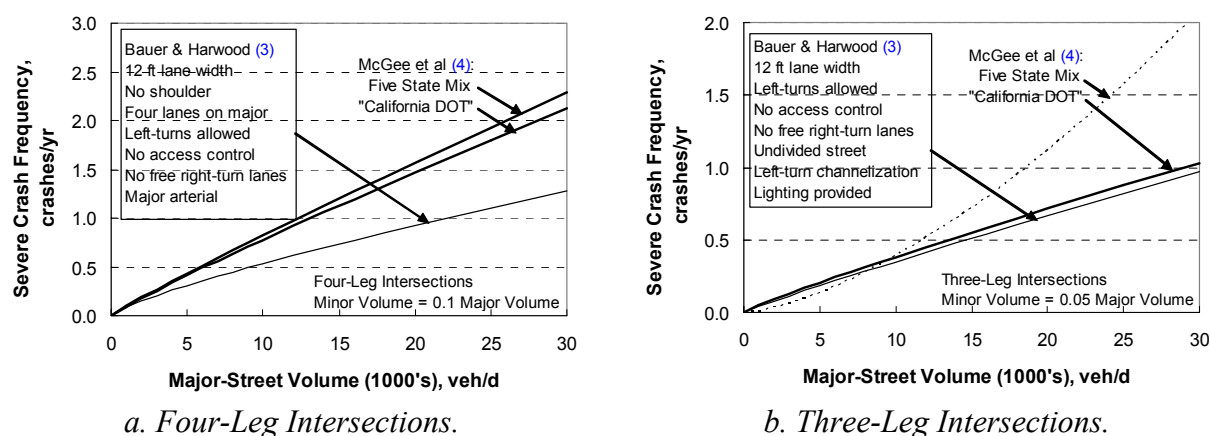 3.0
2.5
2.0
1.5
1.0
0.5
0.0
Severe Crash Frequency,
crashes/yr
Bauer & Harwood (3)
12 ft lane width
No shoulder
Four lanes on major
Left-turns allowed
No access control
No free right-turn lanes
Major arterial
McGee et al (4):
Five State Mix
"California DOT"
Four-Leg Intersections
Minor Volume = 0.1 Major Volume
0 5 10 15 20 25 30
Major-Street Volume (1000's), veh/d
a. Four-Leg Intersections.
2.0
1.5
1.0
0.5
0.0
Severe Crash Frequency,
crashes/yr
Bauer & Harwood (3)
12 ft lane width
Left-turns allowed
No access control
No free right-turn lanes
Undivided street
Left-turn channelization
Lighting provided
McGee et al (4):
Five State Mix
"California DOT"
Three-Leg Intersections
Minor Volume = 0.05 Major Volume
0 5 10 15 20 25 30
Major-Street Volume (1000's), veh/d
b. Three-Leg Intersections.